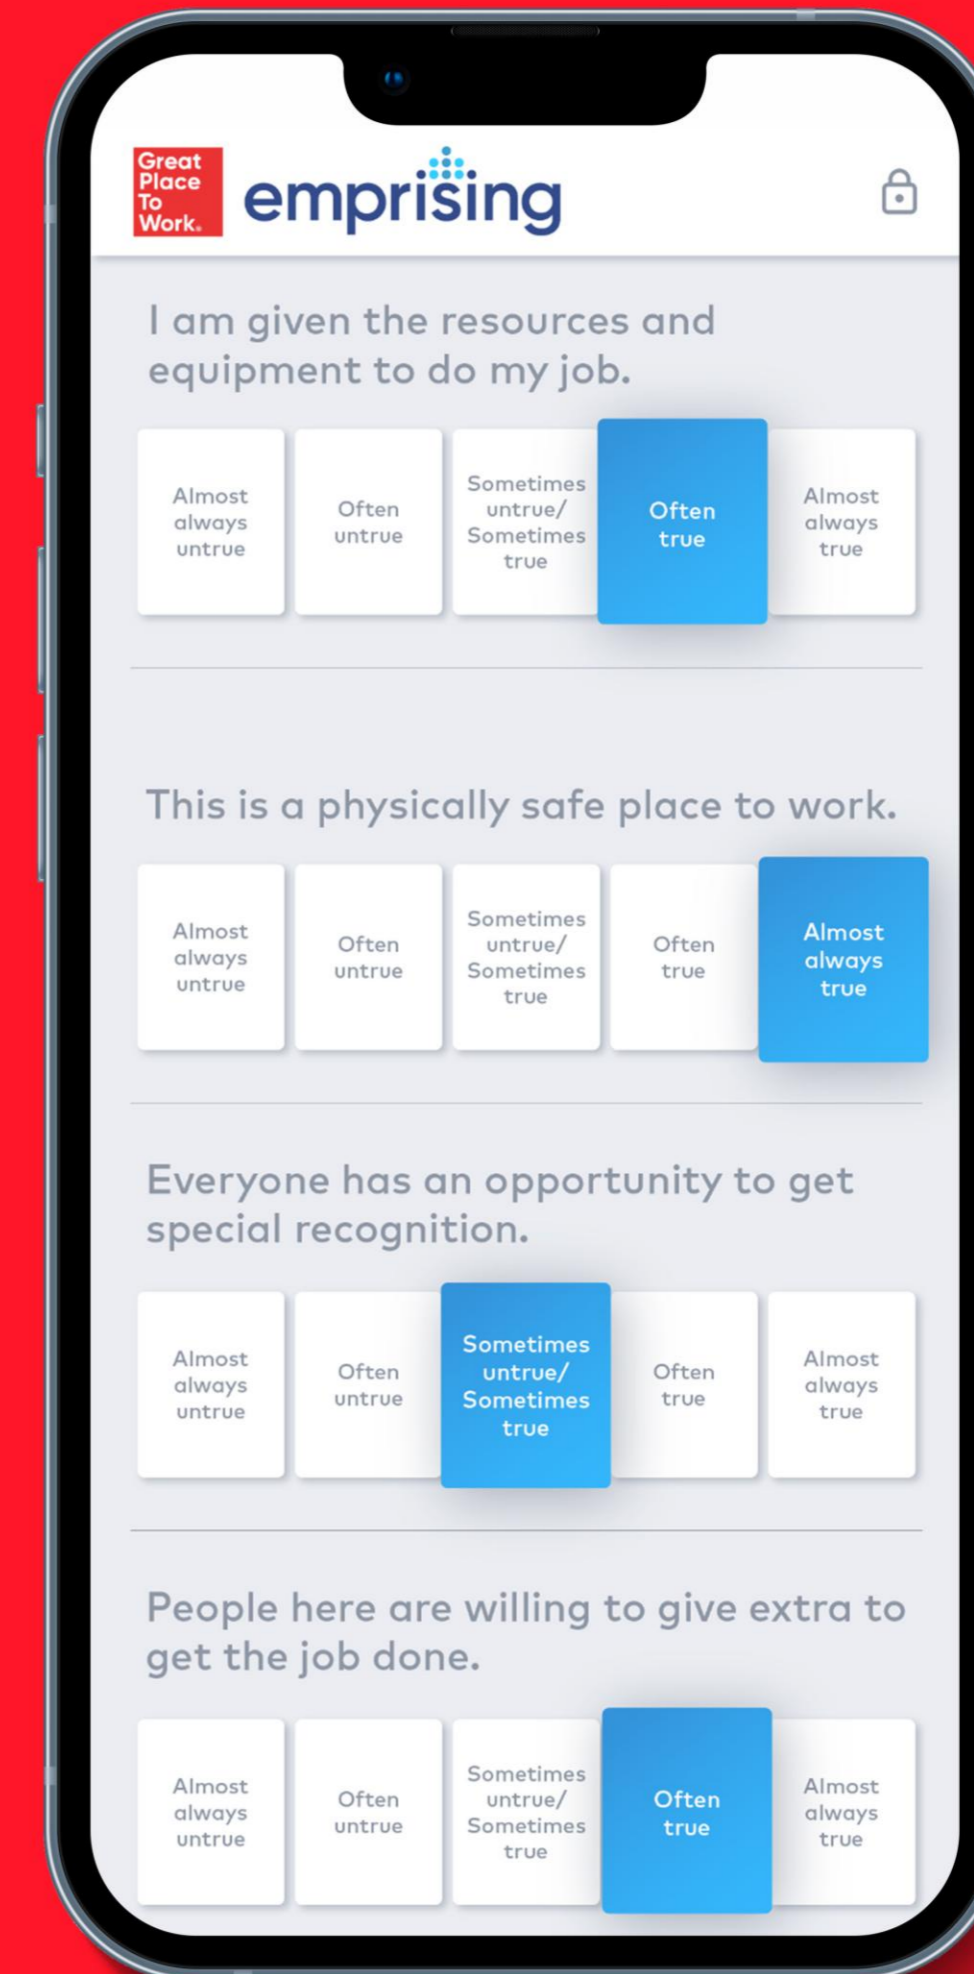 Great
Place
To
Work.
emprising
I am given the resources and
equipment to do my job.
Almost
always
untrue
Often
untrue
Sometimes
untrue/
Sometimes
true
Often
true
Almost
always
true
This is a physically safe place to work.
Almost
always
untrue
Often
untrue
Sometimes
untrue/
Sometimes
true
Often
true
Almost
always
true
Everyone has an opportunity to get
special recognition.
Almost
always
untrue
Often
untrue
Sometimes
untrue/
Sometimes
true
Often
true
Almost
always
true
People here are willing to give extra to
get the job done.
Almost
always
untrue
Often
untrue
Sometimes
untrue/
Sometimes
true
Often
true
Almost
always
true